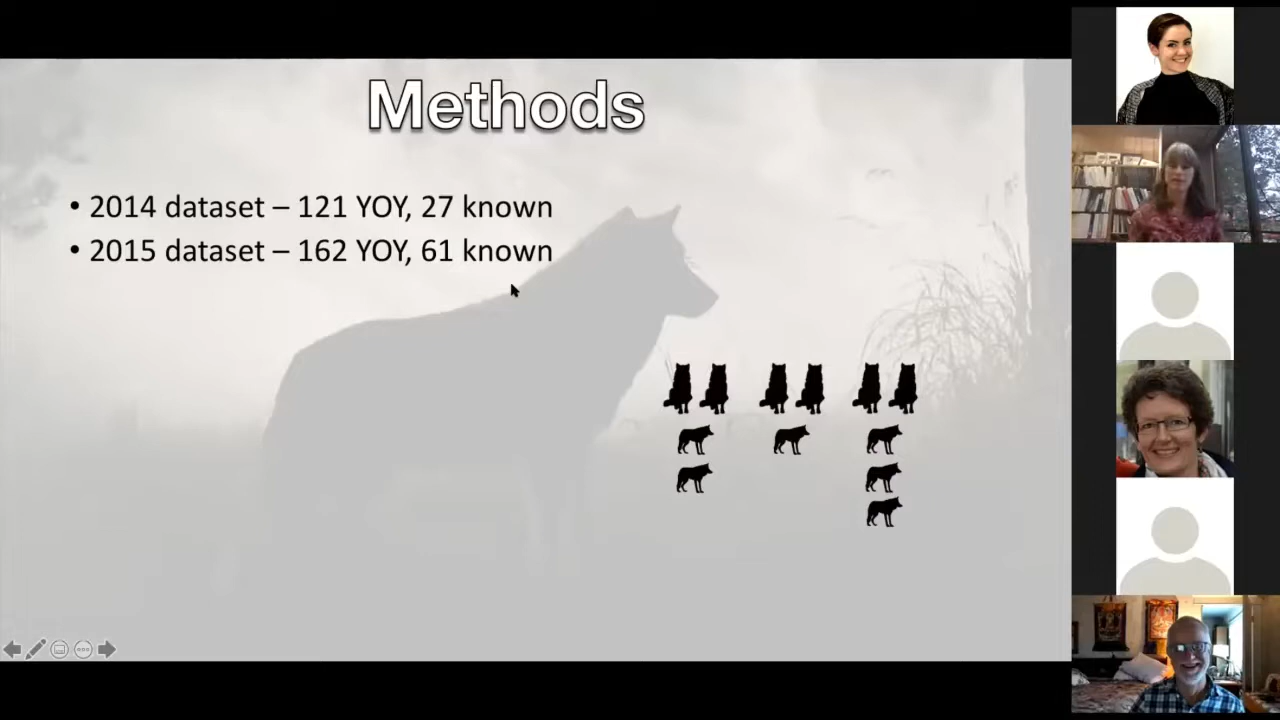 Methods
• 2014 dataset – 121 YOY, 27 known
• 2015 dataset – 162 YOY, 61 known